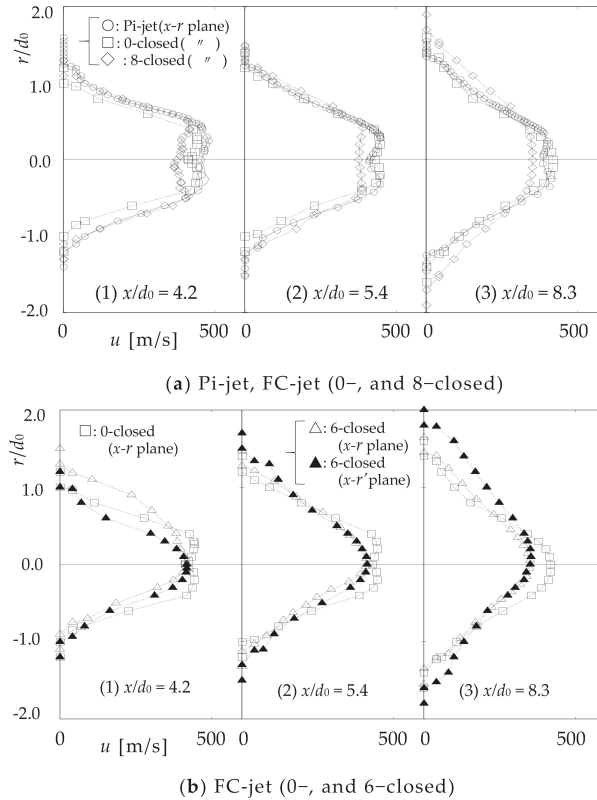 2.0
r/d0
1.0
0.0
-1.0
-2.0
○: Pi-jet(x-r plane)
□: 0-closed( 〃 )
◇: 8-closed( 〃 )
(1) x/d0 = 4.2
(2) x/d0 = 5.4
(3) x/d0 = 8.3
0 500 0 500 0
u [m/s]
(a) Pi-jet, FC-jet (0−, and 8−closed)
2.0
r/d0
1.0
0.0
-1.0
-2.0
□: 0-closed
(x-r plane)
△: 6-closed
(x-r plane)
▲: 6-closed
(x-r’ plane)
(1) x/d0 = 4.2
(2) x/d0 = 5.4
(3) x/d0 = 8.3
0 500 0 500 0
u [m/s]
(b) FC-jet (0−, and 6−closed)